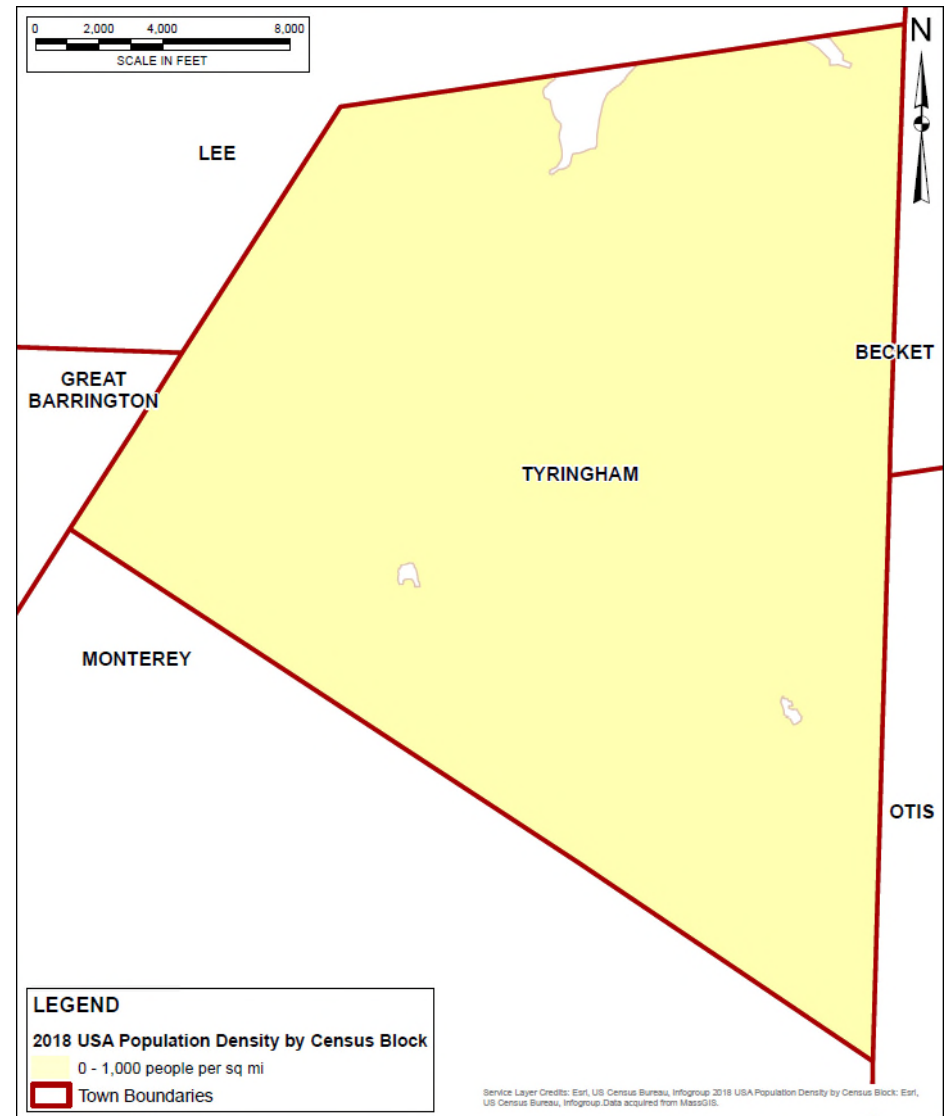 0 2,000 4,000 8,000
SCALE IN FEET
N
LEE
BECKET
GREAT
BARRINGTON
TYRINGHAM
MONTEREY
OTIS
LEGEND
2018 USA Population Density by Census Block
0 - 1,000 people per sq mi
Town Boundaries
Service Layer Credits: Esri, US Census Bureau, Infogroup 2018 USA Population Density by Census Block: Esri,
US Census Bureau, Infogroup.Data acquired from MassGIS.